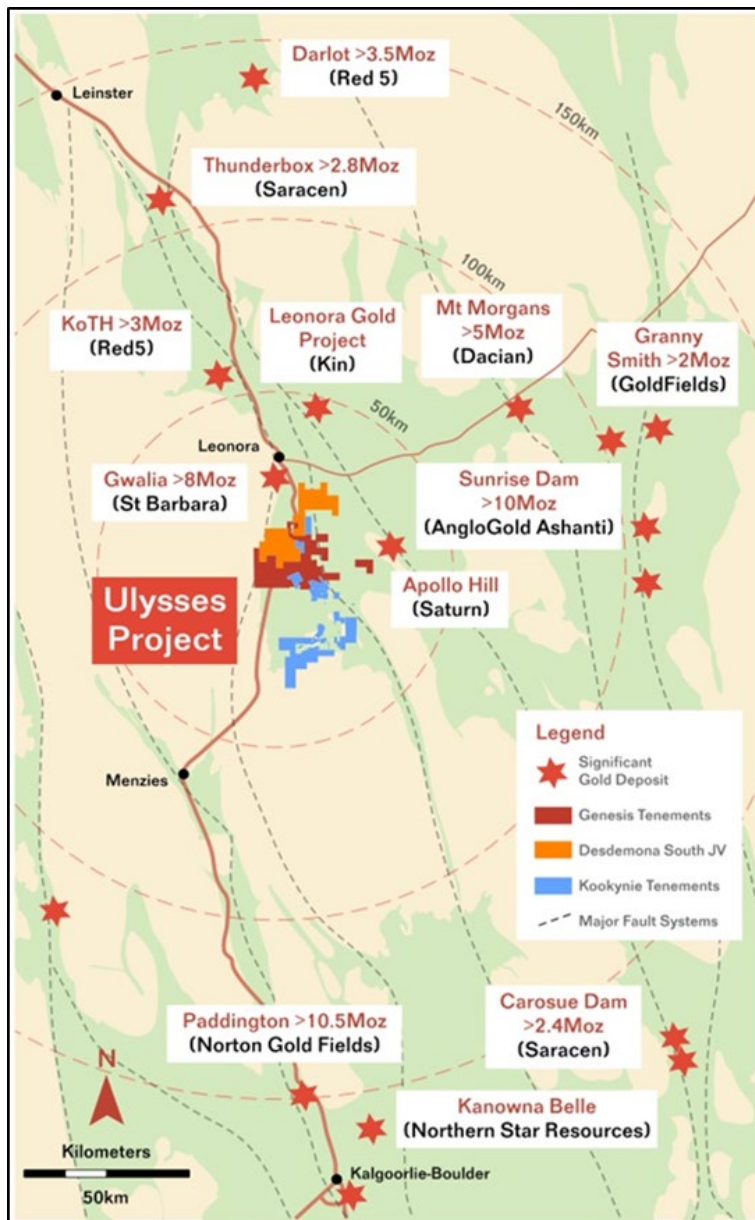 Darlot >3.5Moz
(Red 5)
Leinster
150km
Thunderbox >2.8Moz
(Saracen)
100km
KoTH >3Moz
(Red5)
Leonora Gold
Project
(Kin)
Mt Morgans
>5Moz
(Dacian)
Granny
Smith >2Moz
(GoldFields)
50km
Leonora
Gwalia >8Moz
(St Barbara)
Sunrise Dam
>10Moz
(AngloGold Ashanti)
Ulysses
Project
Apollo Hill
(Saturn)
Legend
Significant
Gold Deposit
Genesis Tenements
Desdemona South JV
Kookynie Tenements
Major Fault Systems
Menzies
Paddington >10.5Moz
(Norton Gold Fields)
Carosue Dam
>2.4Moz
(Saracen)
N
Kanowna Belle
(Northern Star Resources)
Kilometers
50km
Kalgoorlie-Boulder